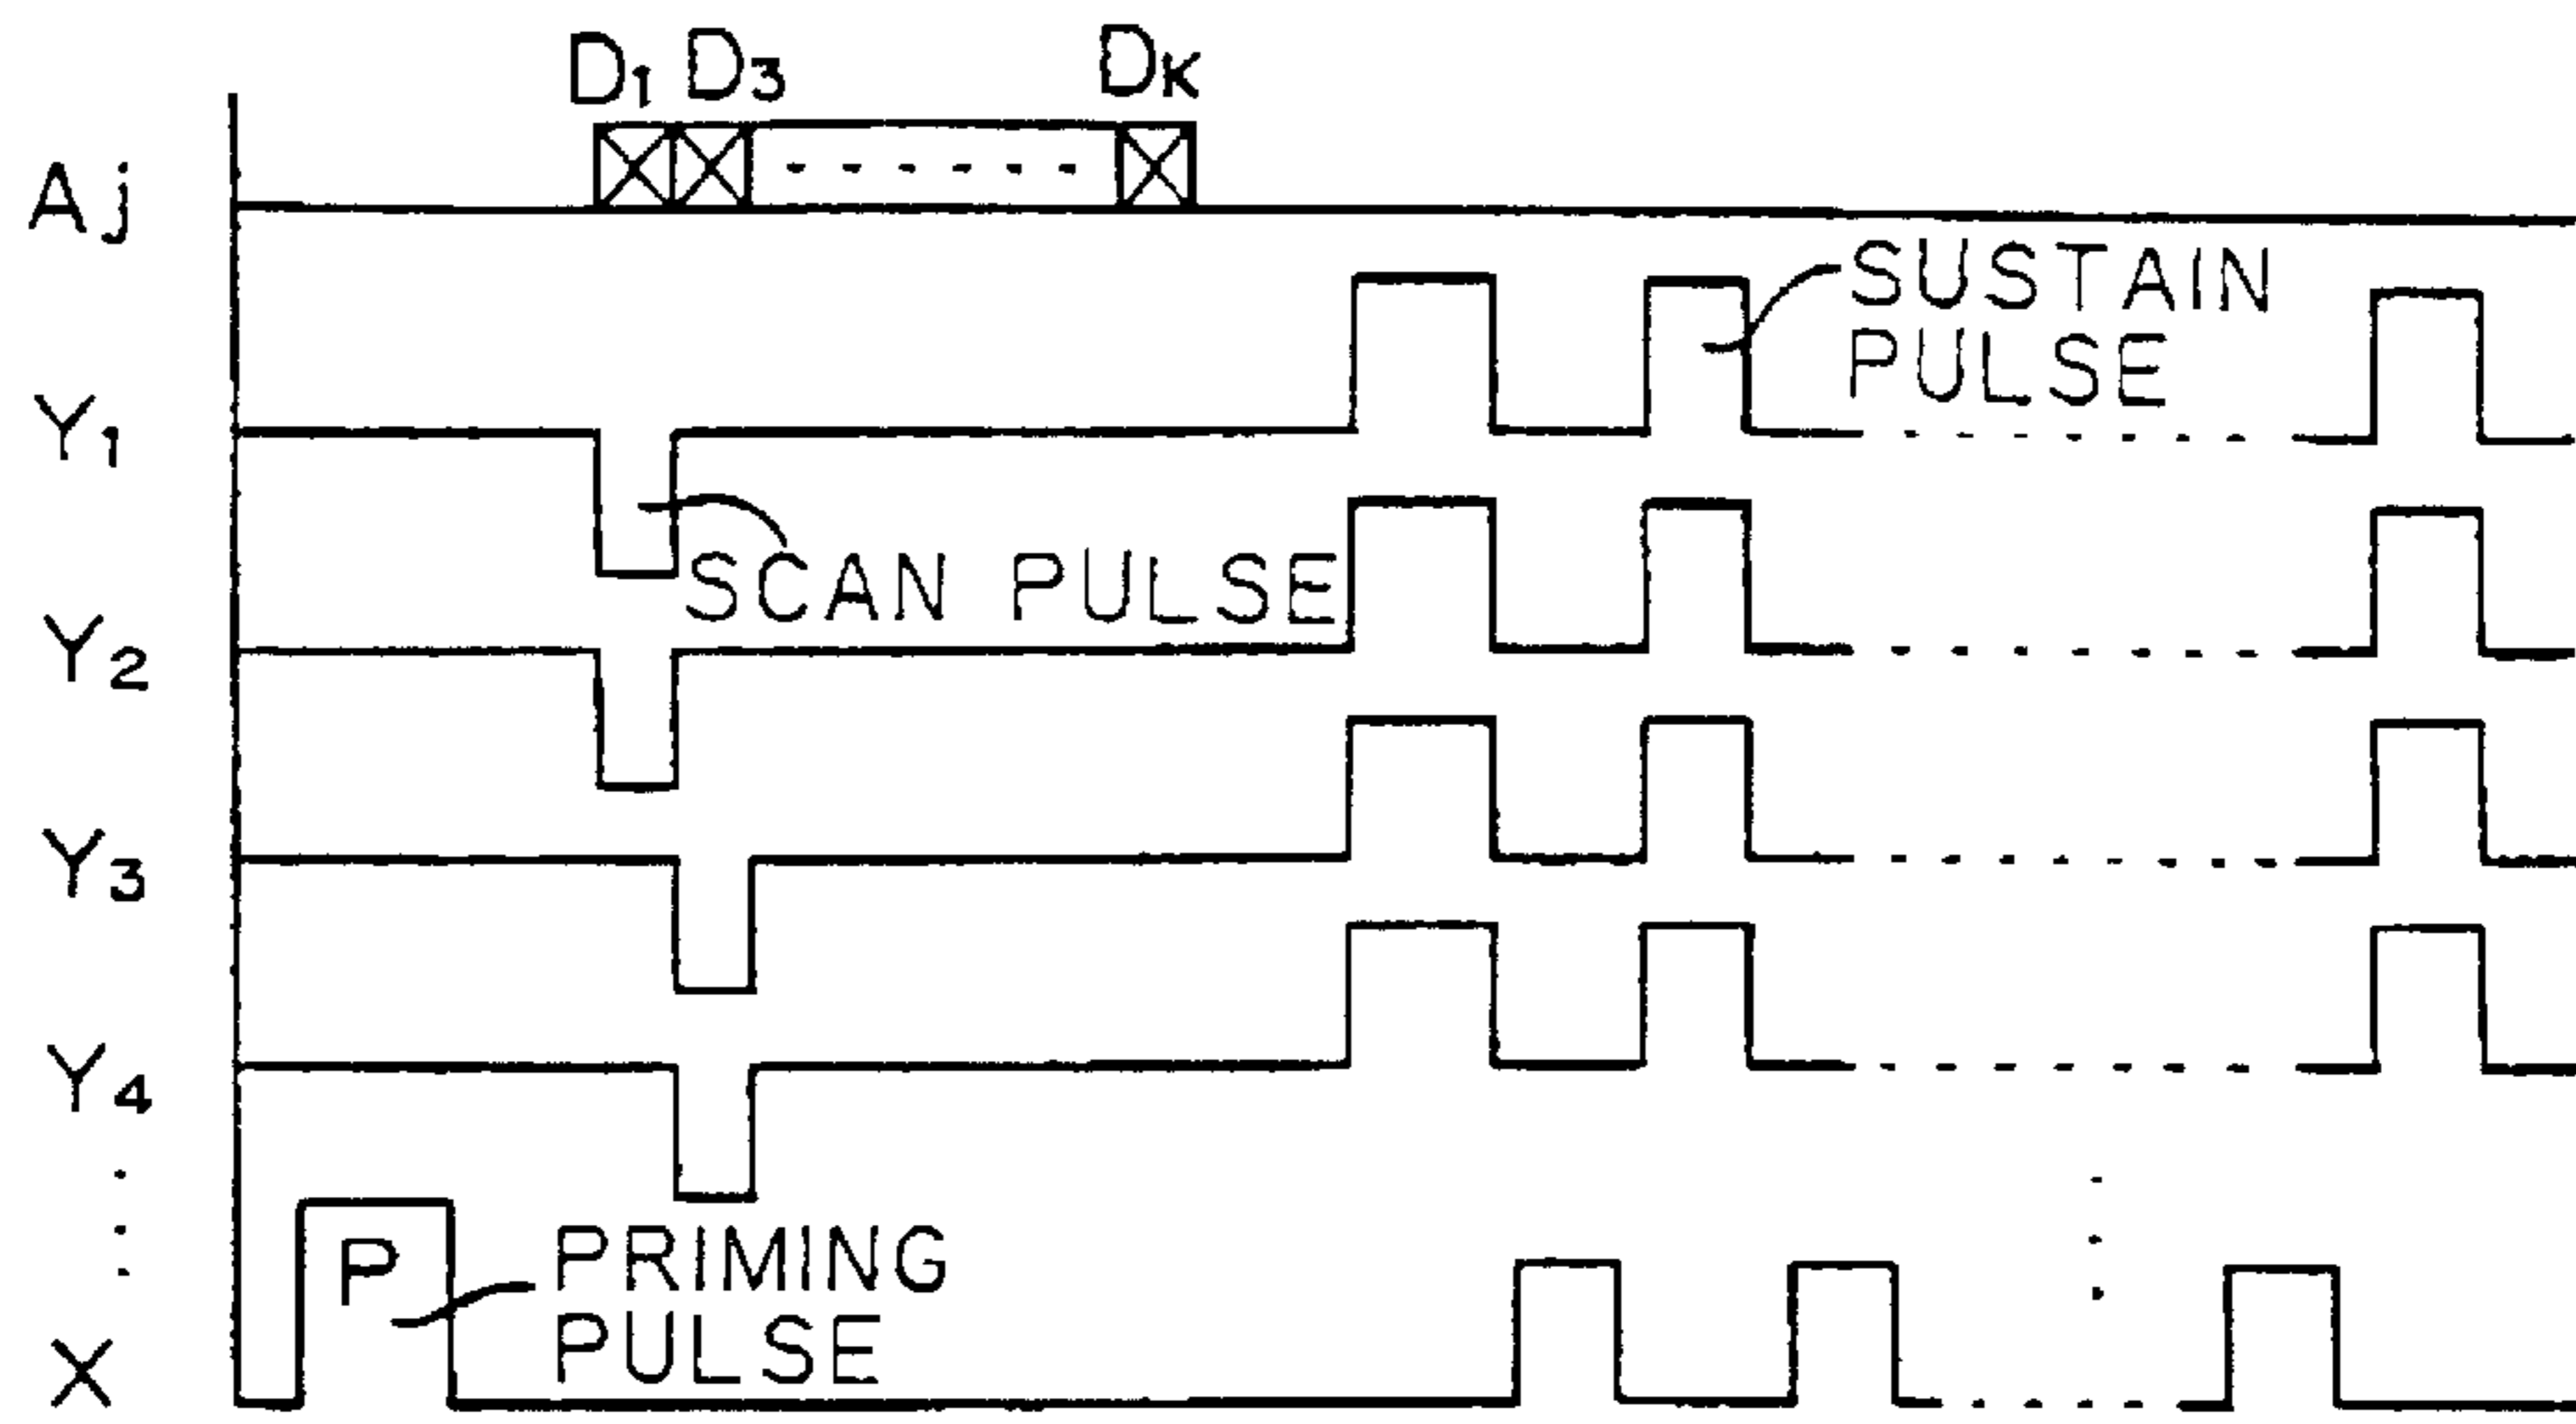 D1 D3 DK
Aj
SUSTAIN
PULSE
Y1
SCAN PULSE
Y2
Y3
Y4
P
PRIMING
PULSE
X